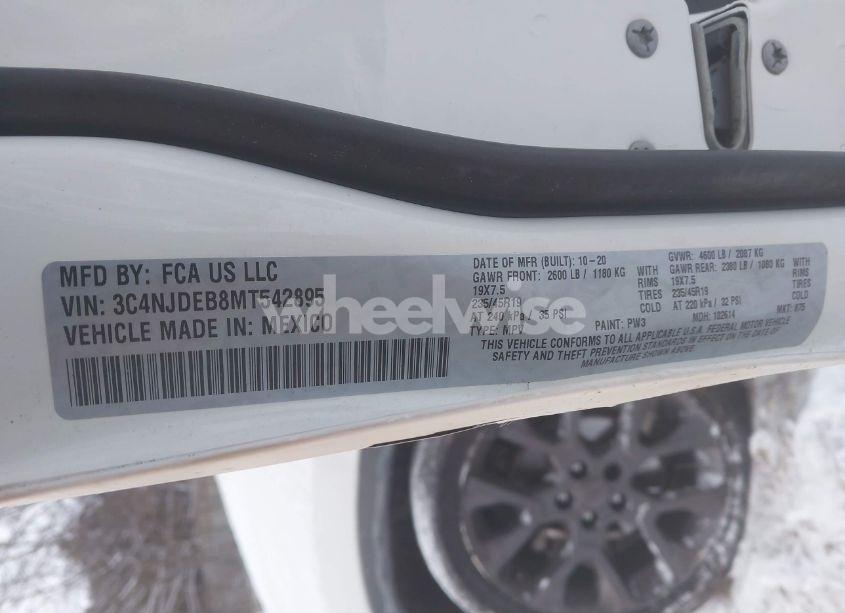 MFD BY: FCA US LLC
VIN: 3C4NJDEB8MT542895
VEHICLE MADE IN: MEXICO
DATE OF MFR (BUILT): 10-20
GAWR FRONT: 2600 LB / 1180 KG
19X7.5 RIMS
235/45R19
AT 240 kPa / 35 PSI COLD
TYPE: MPV
PAINT: PW3
GVWR: 4600 LB / 2087 KG
GAWR REAR: 2380 LB / 1080 KG
19X7.5 RIMS
235/45R19
AT 220 kPa / 32 PSI COLD
MDH: 102614
MKT: K75
THIS VEHICLE CONFORMS TO ALL APPLICABLE U.S.A. FEDERAL MOTOR VEHICLE
SAFETY AND THEFT PREVENTION STANDARDS IN EFFECT ON THE DATE OF
MANUFACTURE SHOWN ABOVE.
wheelwise